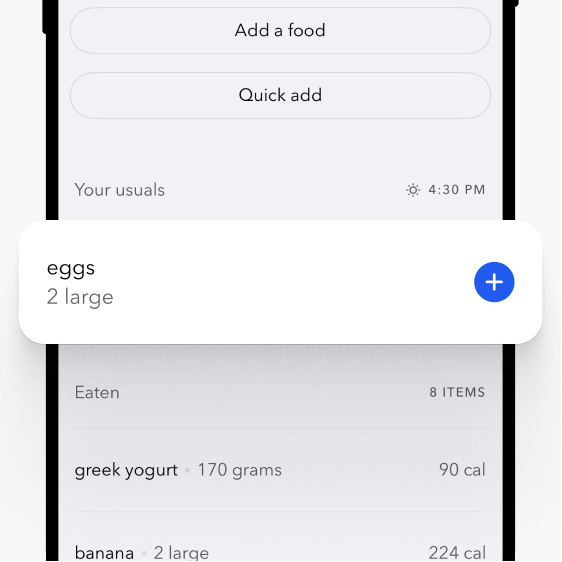 Add a food
Quick add
Your usuals 4:30 PM
eggs
2 large
Eaten 8 ITEMS
greek yogurt • 170 grams 90 cal
banana • 2 large 224 cal